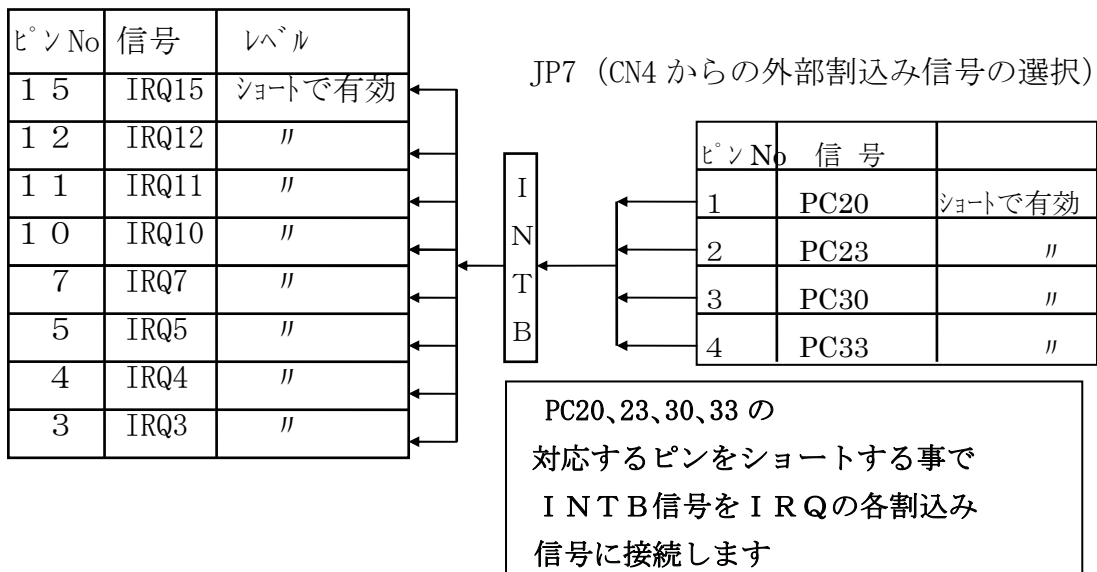 ﾋﾟﾝ No 信号 ﾚﾍﾞﾙ
１５ IRQ15 ｼｮｰﾄで有効
１２ IRQ12 〃
１１ IRQ11 〃
１０ IRQ10 〃
７ IRQ7 〃
５ IRQ5 〃
４ IRQ4 〃
３ IRQ3 〃
ＩＮＴＢ
JP7（CN4 からの外部割込み信号の選択）
ﾋﾟﾝ No 信 号
1 PC20 ｼｮｰﾄで有効
2 PC23 〃
3 PC30 〃
4 PC33 〃
PC20､23､30､33 の
対応するピンをショートする事で
ＩＮＴＢ信号をＩＲＱの各割込み
信号に接続します